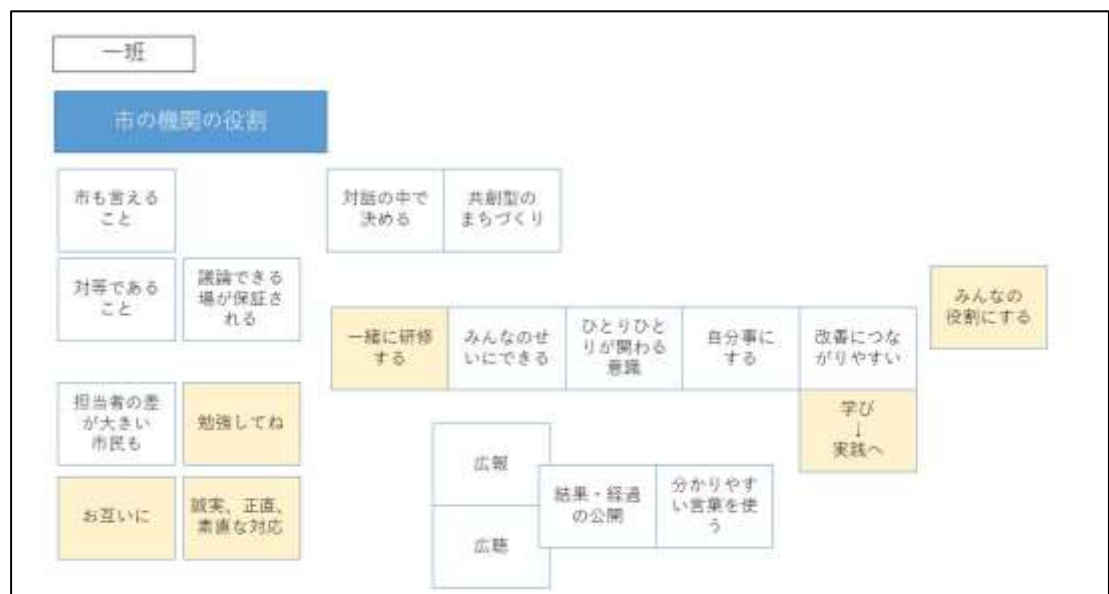 一班
市の機関の役割
市も言える
こと
対話の中で
決める
共創型の
まちづくり
対等である
こと
議論できる
場が保証さ
れる
みんなの
役割にする
一緒に研修
する
みんなのせ
いにできる
ひとりひと
りが関わる
意識
自分事に
する
改善につな
がりやすい
担当者の差
が大きい
市民も
勉強してね
学び
↓
実践へ
お互いに
誠実、正直、
素直な対応
広報
広聴
結果・経過
の公開
分かりやす
い言葉を使
う